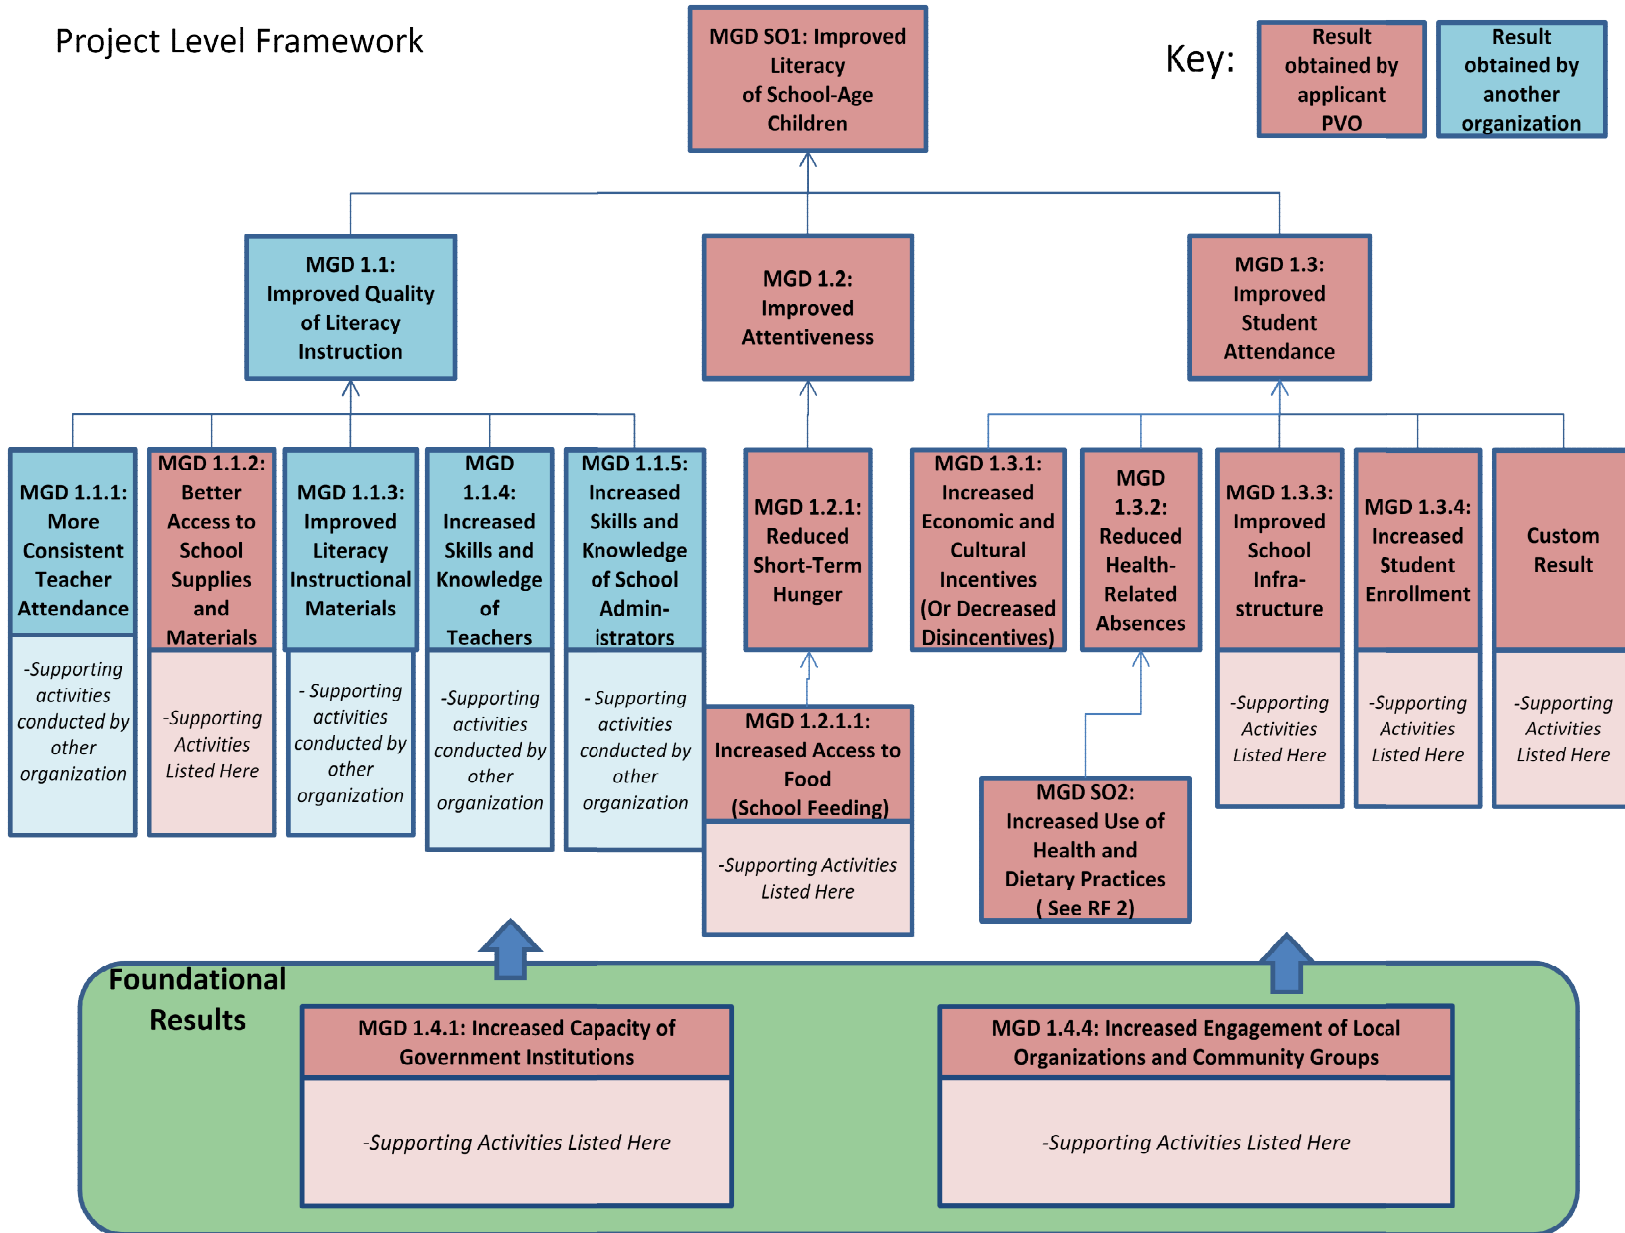 Project Level Framework
MGD SO1: Improved
Literacy
of School-Age
Children
Key:
Result
obtained by
applicant
PVO
Result
obtained by
another
organization
MGD 1.1:
Improved Quality
of Literacy
Instruction
MGD 1.2:
Improved
Attentiveness
MGD 1.3:
Improved
Student
Attendance
MGD 1.1.1:
More
Consistent
Teacher
Attendance
-Supporting
activities
conducted by
other
organization
MGD 1.1.2:
Better
Access to
School
Supplies
and
Materials
-Supporting
Activities
Listed Here
MGD 1.1.3:
Improved
Literacy
Instructional
Materials
- Supporting
activities
conducted by
other
organization
MGD
1.1.4:
Increased
Skills and
Knowledge
of
Teachers
-Supporting
activities
conducted by
other
organization
MGD 1.1.5:
Increased
Skills and
Knowledge
of School
Admin-
istrators
- Supporting
activities
conducted by
other
organization
MGD 1.2.1:
Reduced
Short-Term
Hunger
MGD 1.2.1.1:
Increased Access to
Food
(School Feeding)
-Supporting Activities
Listed Here
MGD 1.3.1:
Increased
Economic and
Cultural
Incentives
(Or Decreased
Disincentives)
MGD
1.3.2:
Reduced
Health-
Related
Absences
MGD SO2:
Increased Use of
Health and
Dietary Practices
( See RF 2)
MGD 1.3.3:
Improved
School
Infra-
structure
-Supporting
Activities
Listed Here
MGD 1.3.4:
Increased
Student
Enrollment
-Supporting
Activities
Listed Here
Custom
Result
-Supporting
Activities
Listed Here
Foundational
Results
MGD 1.4.1: Increased Capacity of
Government Institutions
-Supporting Activities Listed Here
MGD 1.4.4: Increased Engagement of Local
Organizations and Community Groups
-Supporting Activities Listed Here